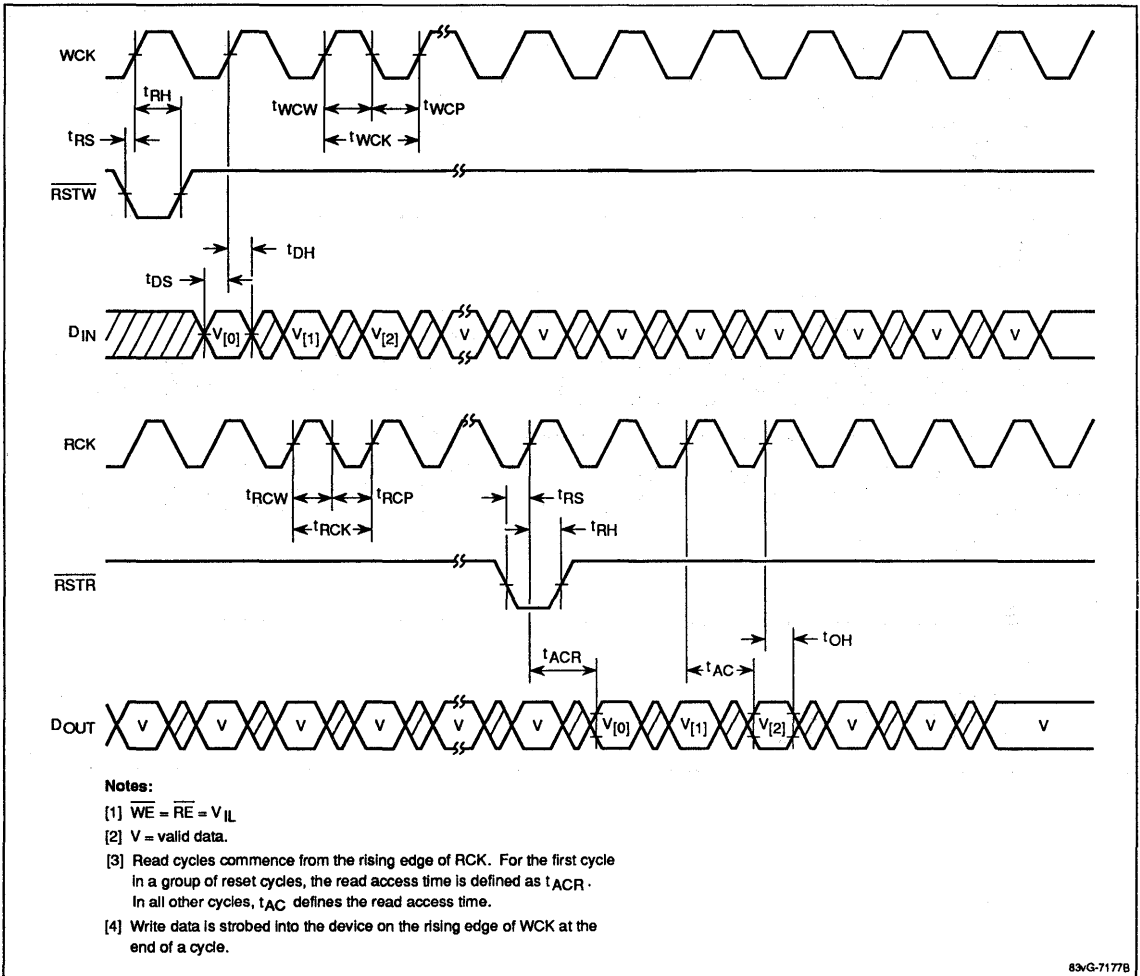 WCK
tRH
tWCW
tWCP
tRS
tWCK
RSTW
tDH
tDS
DIN
V[0] V[1] V[2] V V V V V V V V
RCK
tRCW tRCP
tRS
tRCK
tRH
RSTR
tOH
tACR
tAC
DOUT
V V V V V V V[0] V[1] V[2] V V V
Notes:
[1] WE = RE = VIL
[2] V = valid data.
[3] Read cycles commence from the rising edge of RCK. For the first cycle
in a group of reset cycles, the read access time is defined as tACR.
In all other cycles, tAC defines the read access time.
[4] Write data is strobed into the device on the rising edge of WCK at the
end of a cycle.
83vG-7177B